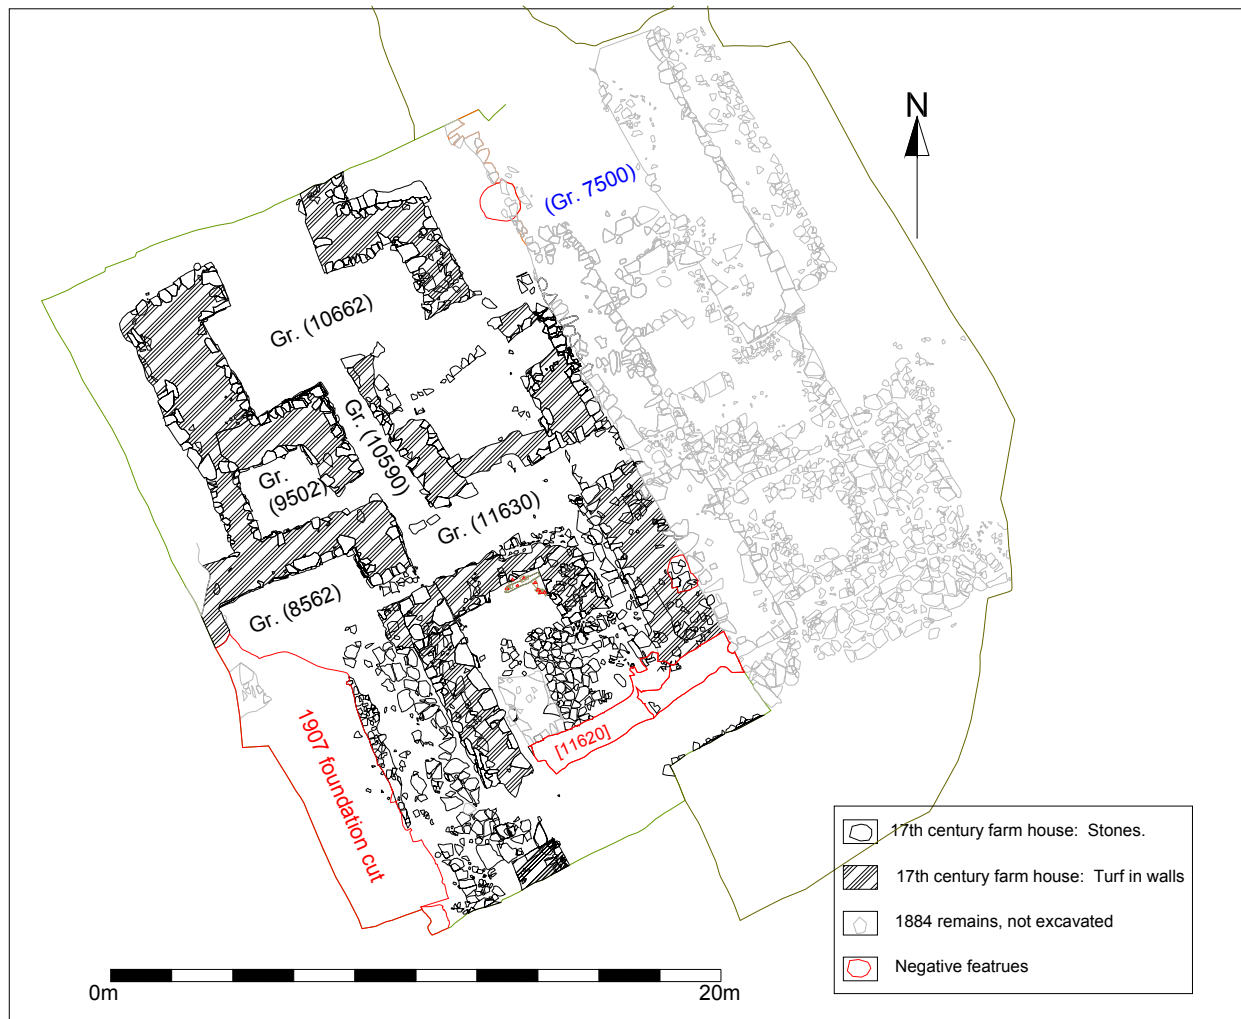 N
(Gr. 7500)
Gr. (10662)
Gr. (10590)
Gr.
(9502)
Gr. (11630)
Gr. (8562)
1907 foundation cut
[11620]
17th century farm house: Stones.
17th century farm house: Turf in walls
1884 remains, not excavated
Negative featrues
0m
20m